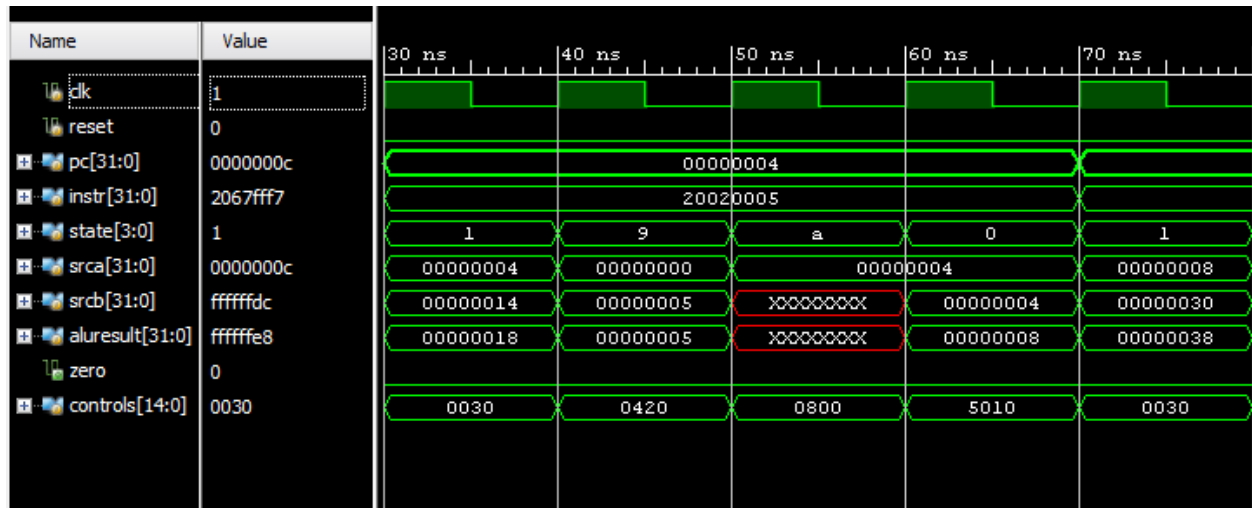 Name Value 30 ns 40 ns 50 ns 60 ns 70 ns
clk 1
reset 0
pc[31:0] 0000000c 00000004
instr[31:0] 2067fff7 20020005
state[3:0] 1 1 9 a 0 1
srca[31:0] 0000000c 00000004 00000000 00000004 00000008
srcb[31:0] ffffffdc 00000014 00000005 XXXXXXXX 00000004 00000030
aluresult[31:0] ffffffe8 00000018 00000005 XXXXXXXX 00000008 00000038
zero 0
controls[14:0] 0030 0030 0420 0800 5010 0030